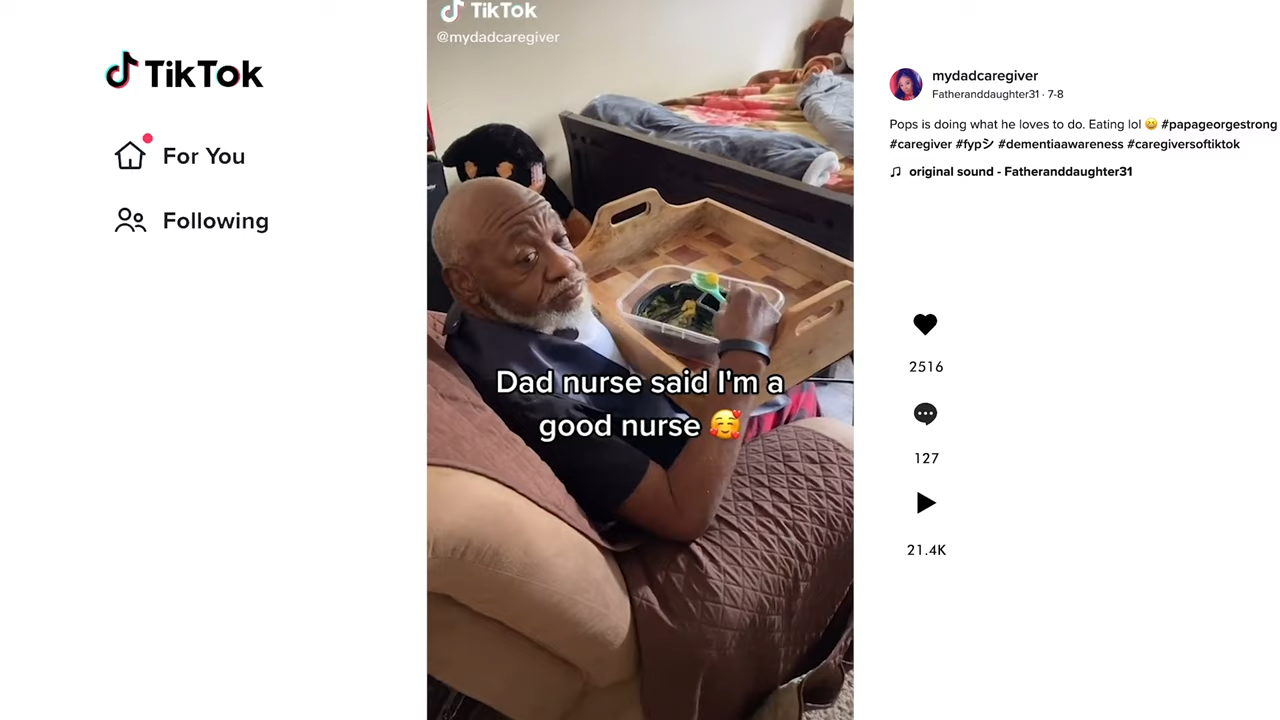 TikTok
For You
Following
TikTok
@mydadcaregiver
Dad nurse said I'm a
good nurse 🥰
mydadcaregiver
Fatheranddaughter31 · 7-8
Pops is doing what he loves to do. Eating lol 😄 #papageorgestrong
#caregiver #fypシ #dementiaawareness #caregiversoftiktok
♫ original sound - Fatheranddaughter31
2516
127
21.4K